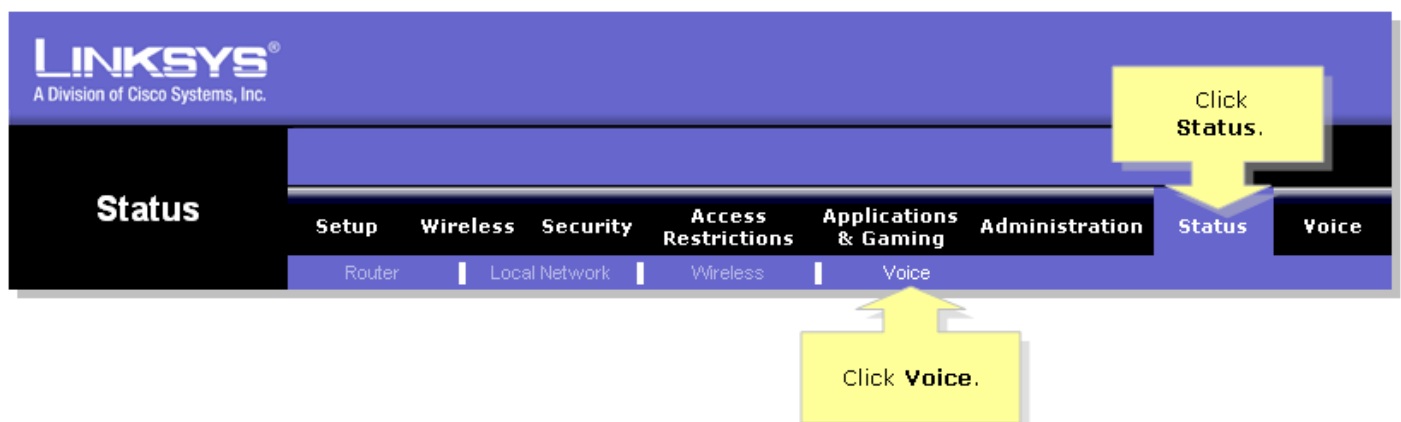 LINKSYS®
A Division of Cisco Systems, Inc.
Click
Status.
Status
Setup Wireless Security Access Restrictions Applications & Gaming Administration Status Voice
Router Local Network Wireless Voice
Click Voice.